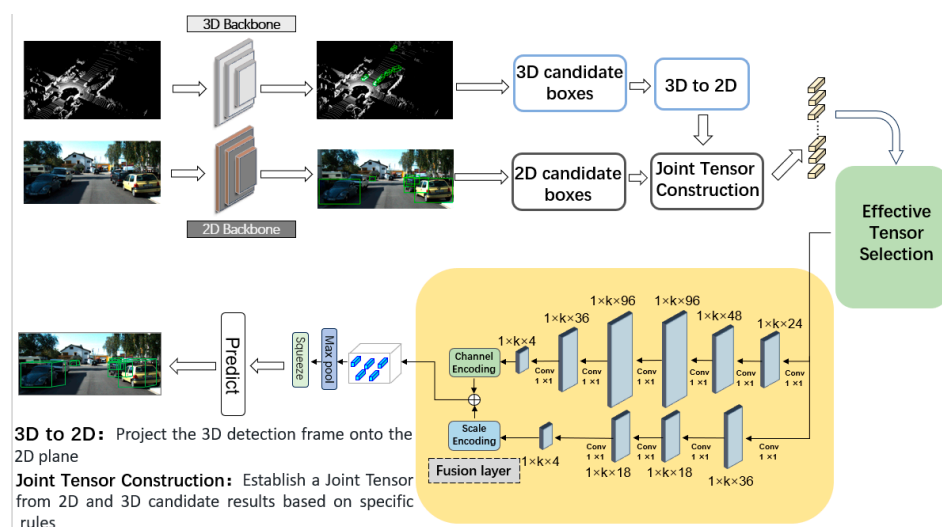 3D Backbone
3D candidate
boxes
3D to 2D
2D candidate
boxes
Joint Tensor
Construction
2D Backbone
Effective
Tensor
Selection
1×k×96
1×k×96
1×k×36
1×k×48
1×k×24
1×k×4
Channel
Encoding
Conv
1 ×1
Conv
1 ×1
Conv
1 ×1
Conv
1 ×1
Conv
1 ×1
Conv
1 ×1
Predict
Squeeze
Max pool
Scale
Encoding
Conv
1 ×1
Conv
1 ×1
Conv
1 ×1
Conv
1 ×1
1×k×4
1×k×18
1×k×18
1×k×36
Fusion layer
3D to 2D: Project the 3D detection frame onto the
2D plane
Joint Tensor Construction: Establish a Joint Tensor
from 2D and 3D candidate results based on specific
rules